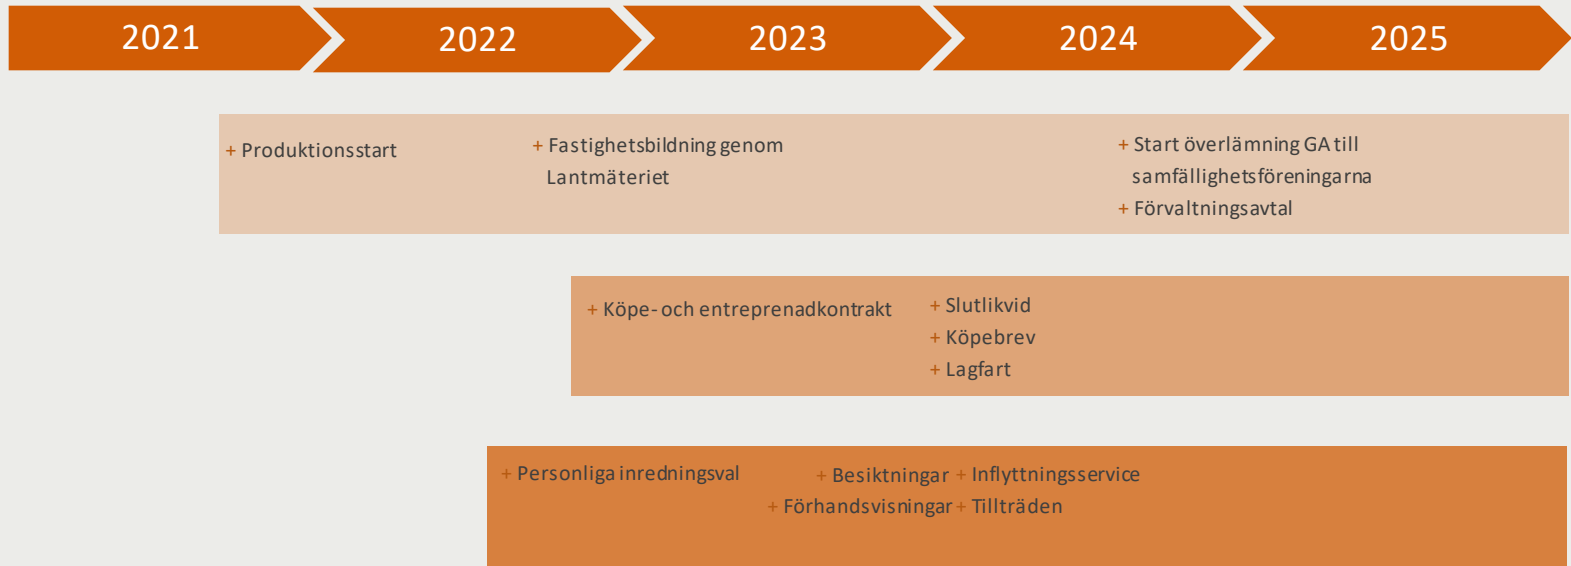 2021
2022
2023
2024
2025
+ Produktionsstart
+ Fastighetsbildning genom
Lantmäteriet
+ Start överlämning GA till
samfällighetsföreningarna
+ Förvaltningsavtal
+ Köpe- och entreprenadkontrakt
+ Slutlikvid
+ Köpebrev
+ Lagfart
+ Personliga inredningsval
+ Besiktningar
+ Förhandsvisningar
+ Inflyttningsservice
+ Tillträden